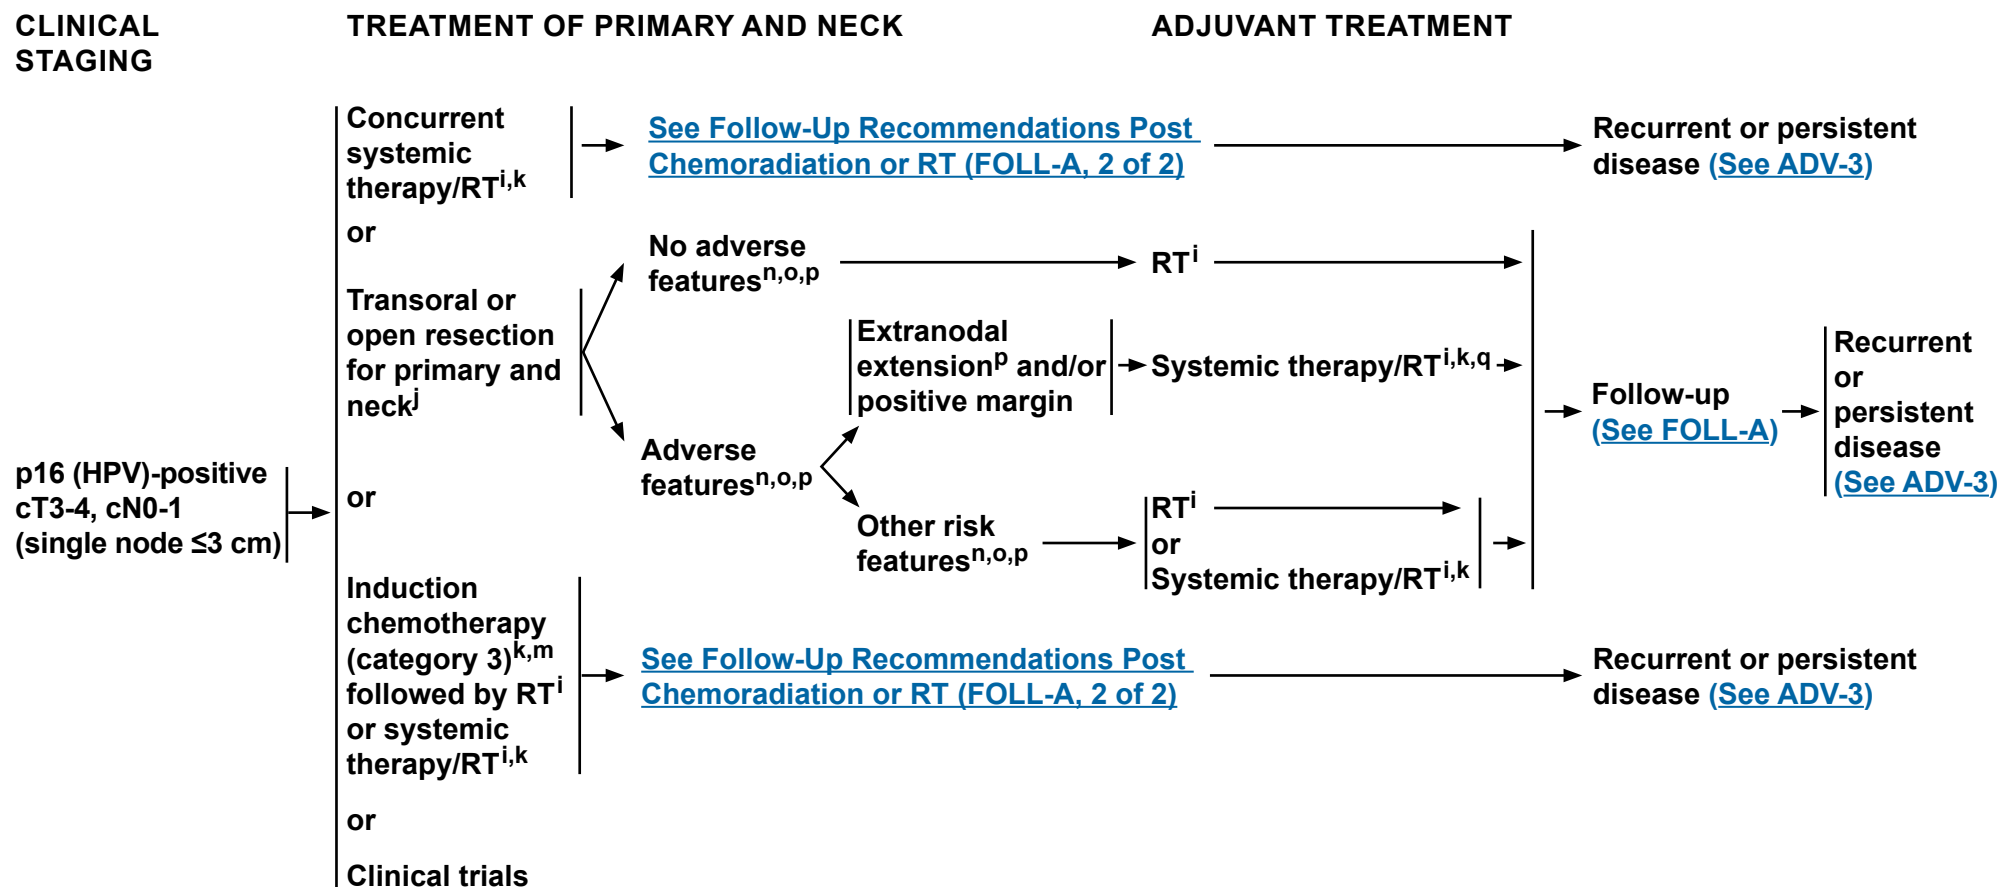 CLINICAL
STAGING
TREATMENT OF PRIMARY AND NECK
ADJUVANT TREATMENT
p16 (HPV)-positive
cT3-4, cN0-1
(single node ≤3 cm)
Concurrent
systemic
therapy/RTi,k
See Follow-Up Recommendations Post
Chemoradiation or RT (FOLL-A, 2 of 2)
Recurrent or persistent
disease (See ADV-3)
or
Transoral or
open resection
for primary and
neckj
No adverse
featuresn,o,p
RTi
Adverse
featuresn,o,p
Extranodal
extensionp and/or
positive margin
Systemic therapy/RTi,k,q
Other risk
featuresn,o,p
RTi
or
Systemic therapy/RTi,k
Follow-up
(See FOLL-A)
Recurrent
or
persistent
disease
(See ADV-3)
or
Induction
chemotherapy
(category 3)k,m
followed by RTi
or systemic
therapy/RTi,k
See Follow-Up Recommendations Post
Chemoradiation or RT (FOLL-A, 2 of 2)
Recurrent or persistent
disease (See ADV-3)
or
Clinical trials